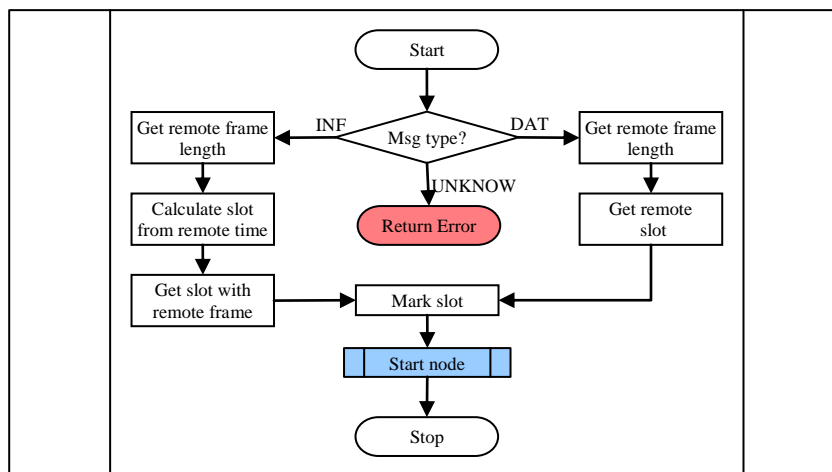 Start
INF
Msg type?
DAT
Get remote frame
length
Get remote frame
length
UNKNOW
Calculate slot
from remote time
Return Error
Get remote
slot
Get slot with
remote frame
Mark slot
Start node
Stop